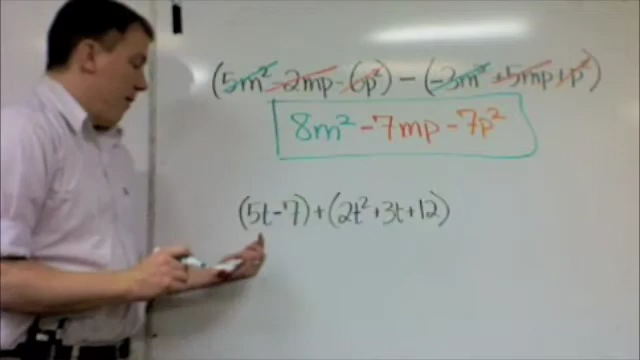 (5m² - 2mp - 6p²) - (-3m² + 5mp + p²)
8m² - 7mp - 7p²
(5t - 7) + (2t² + 3t + 12)